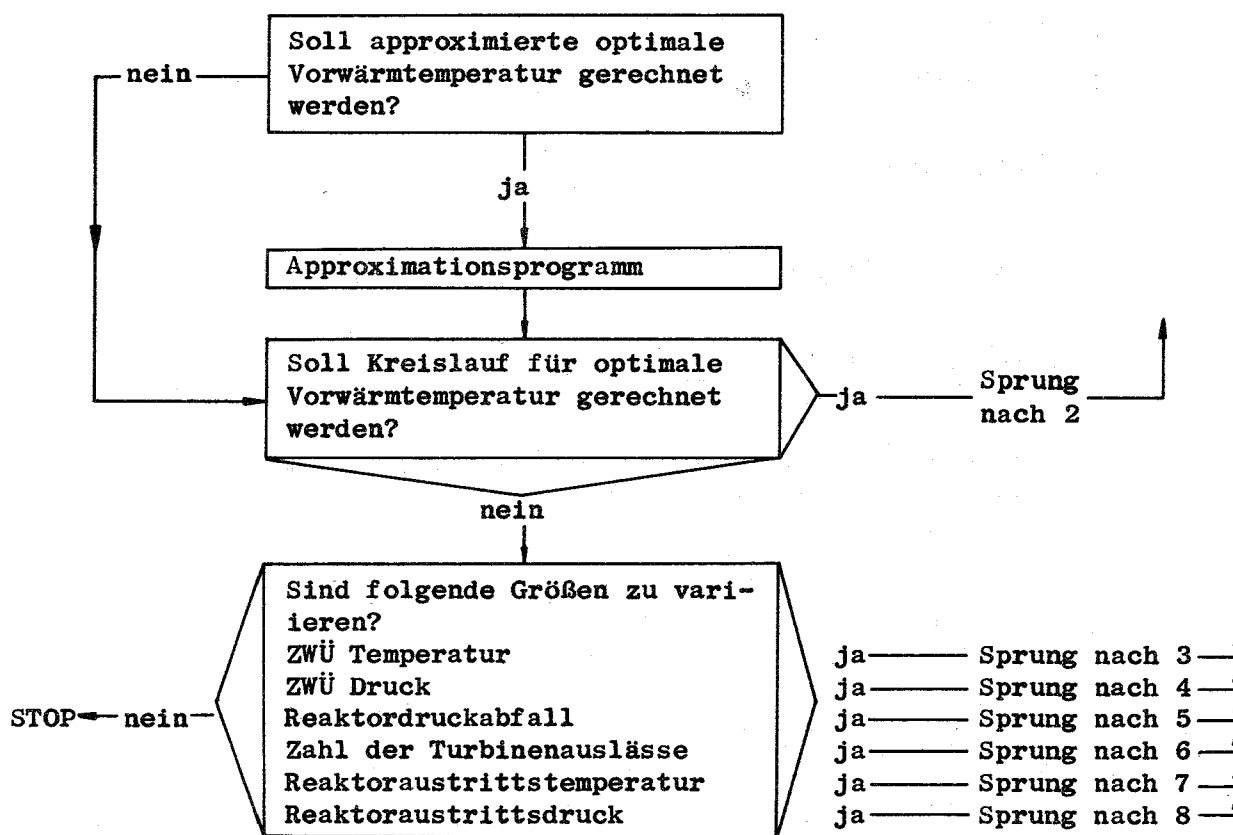 Soll approximierte optimale
nein
Vorwärmtemperatur gerechnet
werden?
ja
Approximationsprogramm
Soll Kreislauf für optimale
Vorwärmtemperatur gerechnet
werden?
ja
Sprung
nach 2
nein
Sind folgende Größen zu vari-
ieren?
ZWÜ Temperatur
ja Sprung nach 3
ZWÜ Druck
ja Sprung nach 4
STOP nein
Reaktordruckabfall
ja Sprung nach 5
Zahl der Turbinenauslässe
ja Sprung nach 6
Reaktoraustrittstemperatur
ja Sprung nach 7
Reaktoraustrittsdruck
ja Sprung nach 8